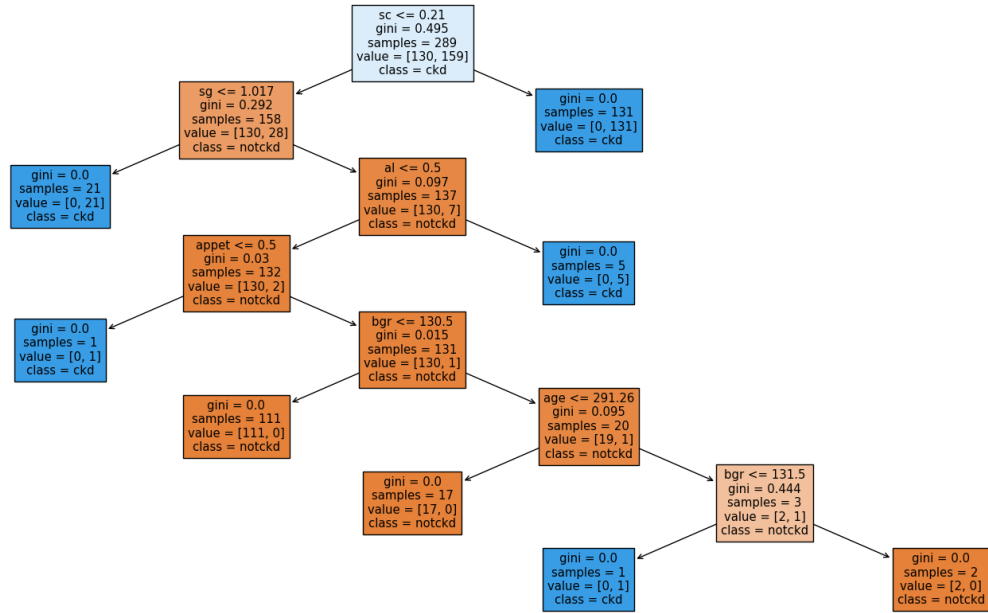 sc <= 0.21
gini = 0.495
samples = 289
value = [130, 159]
class = ckd
sg <= 1.017
gini = 0.292
samples = 158
value = [130, 28]
class = notckd
gini = 0.0
samples = 131
value = [0, 131]
class = ckd
gini = 0.0
samples = 21
value = [0, 21]
class = ckd
al <= 0.5
gini = 0.097
samples = 137
value = [130, 7]
class = notckd
appet <= 0.5
gini = 0.03
samples = 132
value = [130, 2]
class = notckd
gini = 0.0
samples = 5
value = [0, 5]
class = ckd
gini = 0.0
samples = 1
value = [0, 1]
class = ckd
bgr <= 130.5
gini = 0.015
samples = 131
value = [130, 1]
class = notckd
gini = 0.0
samples = 111
value = [111, 0]
class = notckd
age <= 291.26
gini = 0.095
samples = 20
value = [19, 1]
class = notckd
gini = 0.0
samples = 17
value = [17, 0]
class = notckd
bgr <= 131.5
gini = 0.444
samples = 3
value = [2, 1]
class = notckd
gini = 0.0
samples = 1
value = [0, 1]
class = ckd
gini = 0.0
samples = 2
value = [2, 0]
class = notckd